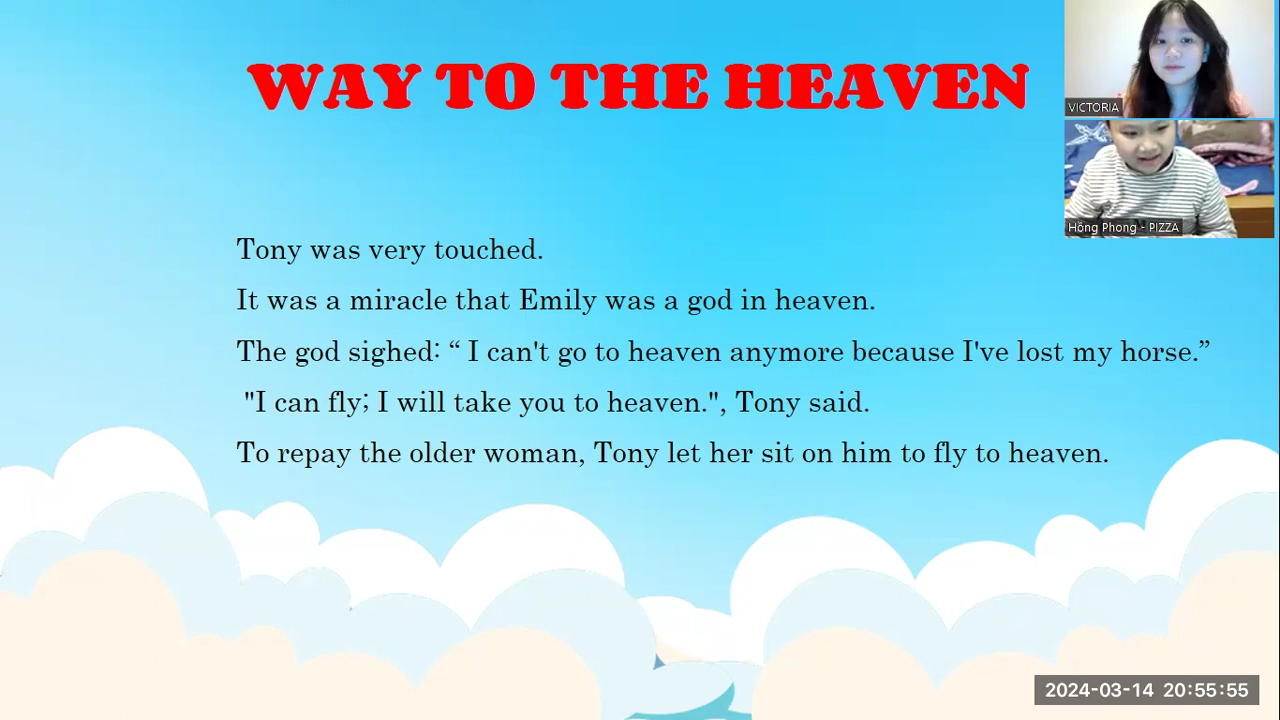 WAY TO THE HEAVEN
VICTORIA
Hồng Phong - PIZZA
Tony was very touched.
It was a miracle that Emily was a god in heaven.
The god sighed: “ I can't go to heaven anymore because I've lost my horse.”
"I can fly; I will take you to heaven.", Tony said.
To repay the older woman, Tony let her sit on him to fly to heaven.
2024-03-14 20:55:55